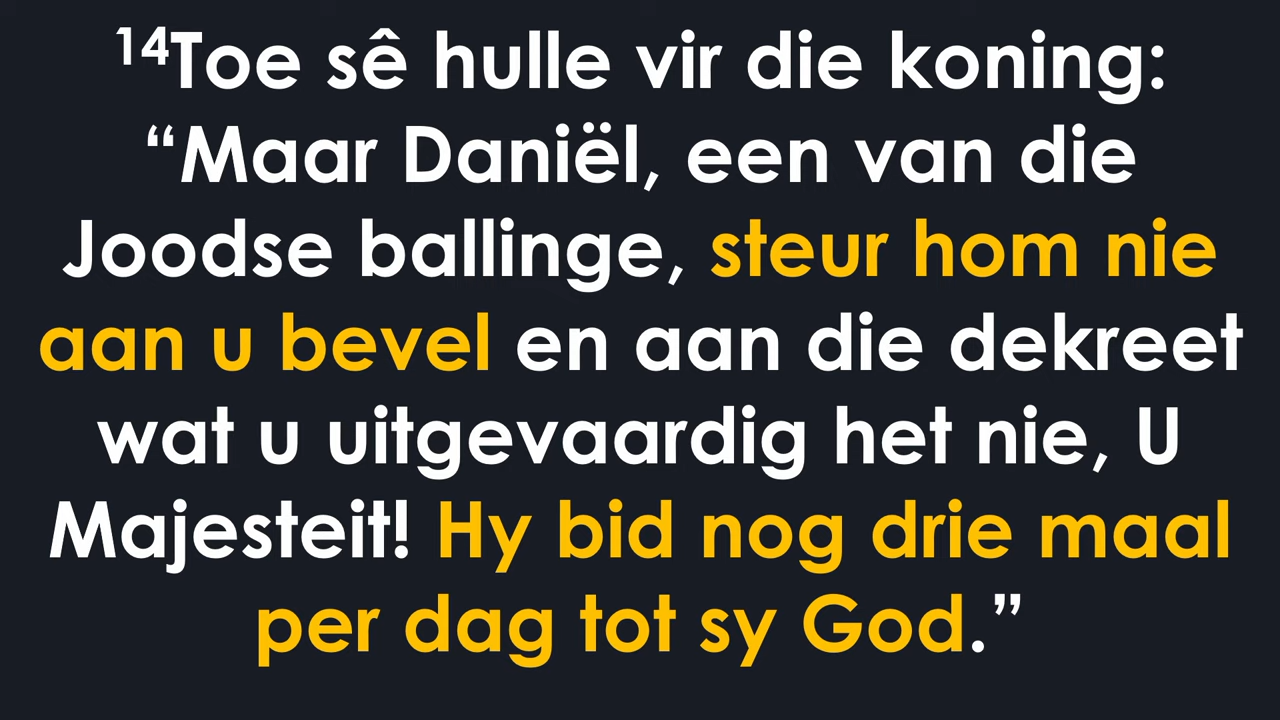 ¹⁴Toe sê hulle vir die koning:
“Maar Daniël, een van die
Joodse ballinge, steur hom nie
aan u bevel en aan die dekreet
wat u uitgevaardig het nie, U
Majesteit! Hy bid nog drie maal
per dag tot sy God.”